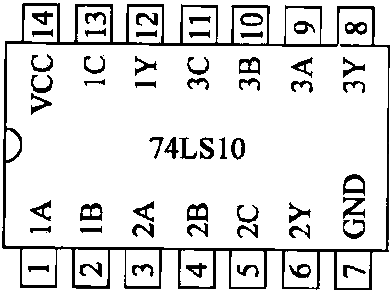 14 13 12 11 10 9 8
VCC 1C 1Y 3C 3B 3A 3Y
74LS10
1A 1B 2A 2B 2C 2Y GND
1 2 3 4 5 6 7